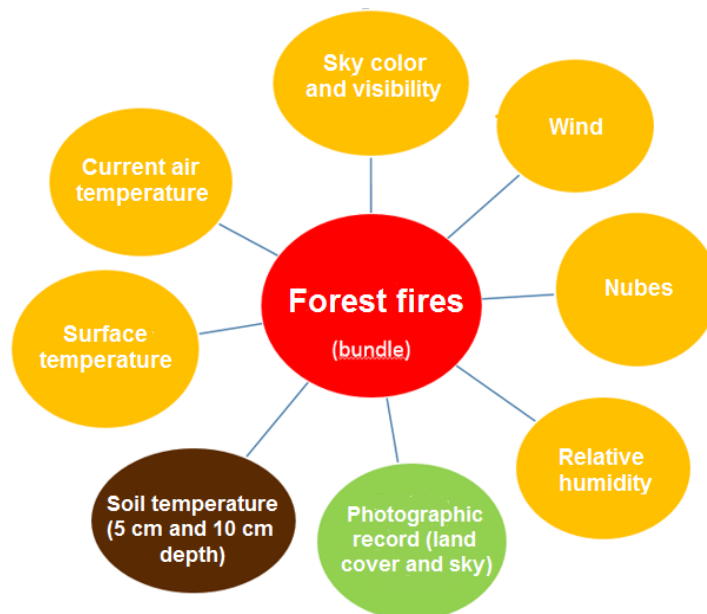 Sky color
and visibility
Wind
Current air
temperature
Nubes
Forest fires
(bundle)
Surface
temperature
Relative
humidity
Soil temperature
(5 cm and 10 cm
depth)
Photographic
record (land
cover and sky)